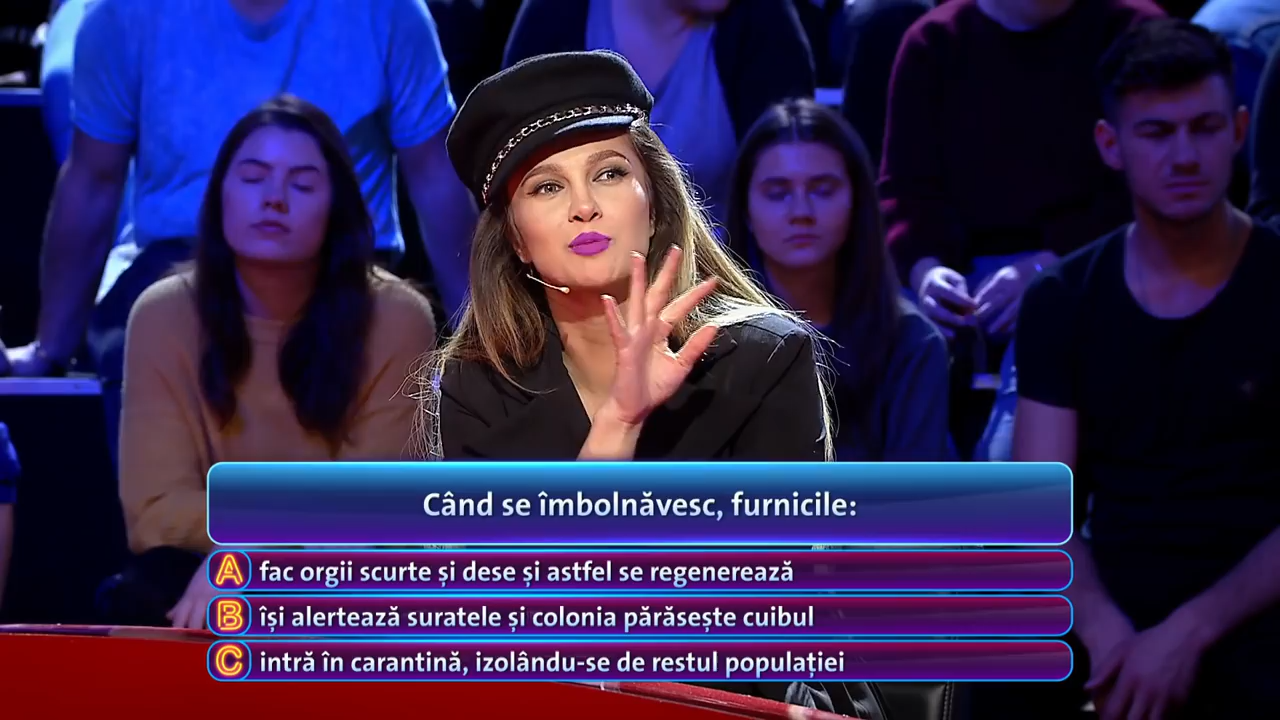 Când se îmbolnăvesc, furnicile:
A fac orgii scurte și dese și astfel se regenerează
B își alertează suratele și colonia părăsește cuibul
C intră în carantină, izolându-se de restul populației